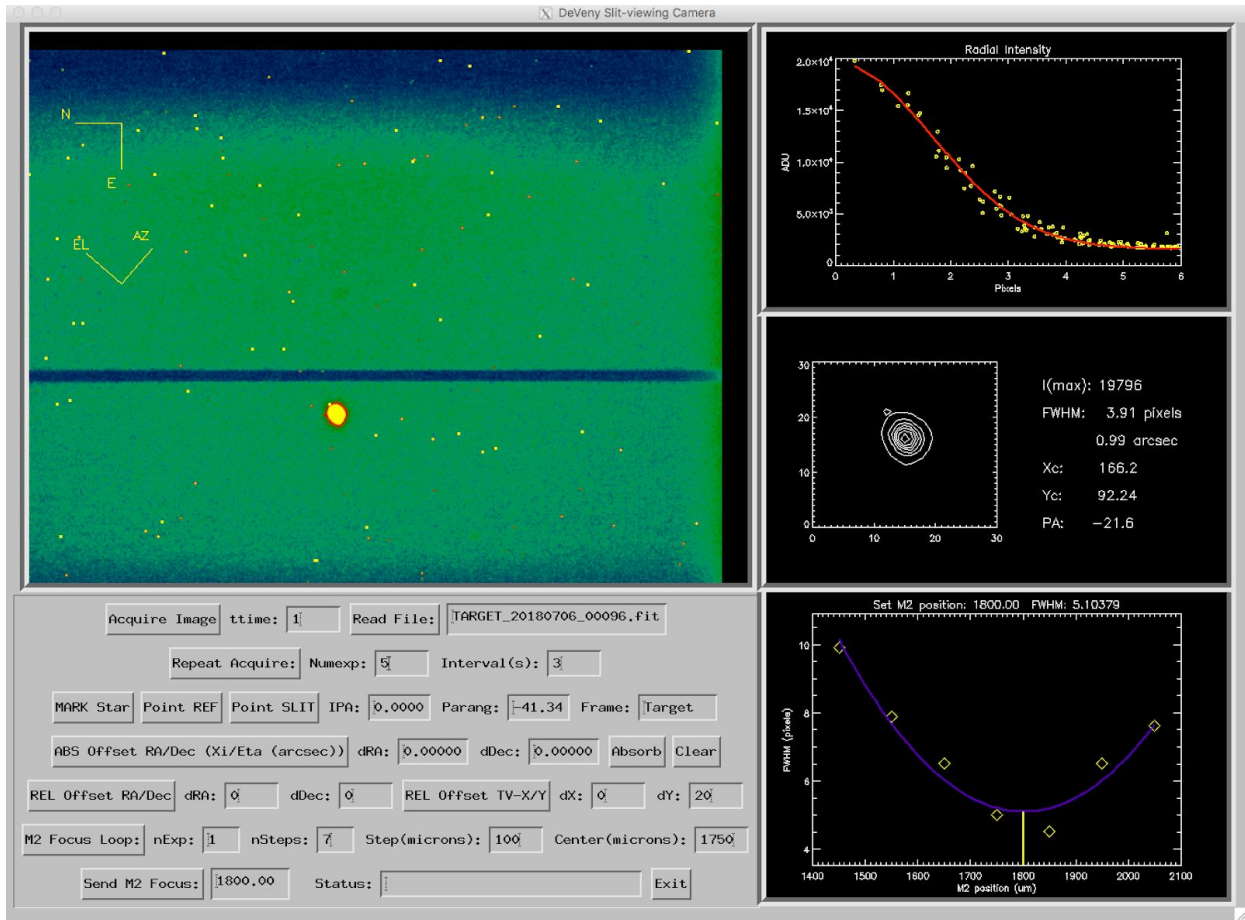 DeVeny Slit-viewing Camera
N
E
EL
AZ
Radial Intensity
2.0×10⁴
1.5×10⁴
1.0×10⁴
5.0×10³
0
ADU
0 1 2 3 4 5 6
Pixels
30
20
10
0
0 10 20 30
I(max): 19796
FWHM: 3.91 pixels
0.99 arcsec
Xc: 166.2
Yc: 92.24
PA: -21.6
Acquire Image ttime: 1 Read File: TARGET_20180706_00096.fit
Repeat Acquire: Numexp: 5 Interval(s): 3
MARK Star Point REF Point SLIT IPA: 0.0000 Parang: -41.34 Frame: Target
ABS Offset RA/Dec (Xi/Eta (arcsec)) dRA: 0.00000 dDec: 0.00000 Absorb Clear
REL Offset RA/Dec dRA: 0 dDec: 0 REL Offset TV-X/Y dX: 0 dY: 20
M2 Focus Loop: nExp: 1 nSteps: 7 Step(microns): 100 Center(microns): 1750
Send M2 Focus: 1800.00 Status: Exit
Set M2 position: 1800.00 FWHM: 5.10379
10
8
6
4
FWHM (pixels)
1400 1500 1600 1700 1800 1900 2000 2100
M2 position (um)